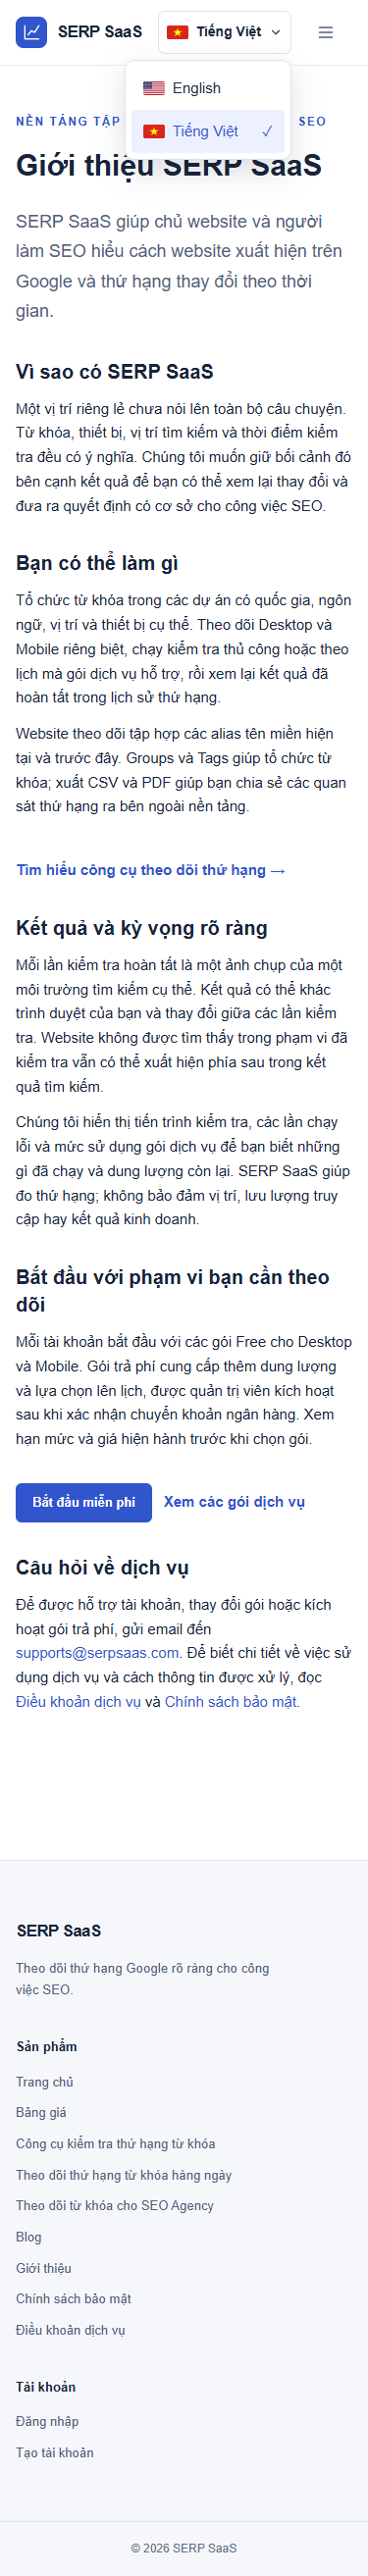 SERP SaaS
Tiếng Việt
English
Tiếng Việt
NỀN TẢNG TẬP
SEO
Giới thiệu SERP SaaS
SERP SaaS giúp chủ website và người
làm SEO hiểu cách website xuất hiện trên
Google và thứ hạng thay đổi theo thời
gian.
Vì sao có SERP SaaS
Một vị trí riêng lẻ chưa nói lên toàn bộ câu chuyện.
Từ khóa, thiết bị, vị trí tìm kiếm và thời điểm kiểm
tra đều có ý nghĩa. Chúng tôi muốn giữ bối cảnh đó
bên cạnh kết quả để bạn có thể xem lại thay đổi và
đưa ra quyết định có cơ sở cho công việc SEO.
Bạn có thể làm gì
Tổ chức từ khóa trong các dự án có quốc gia, ngôn
ngữ, vị trí và thiết bị cụ thể. Theo dõi Desktop và
Mobile riêng biệt, chạy kiểm tra thủ công hoặc theo
lịch mà gói dịch vụ hỗ trợ, rồi xem lại kết quả đã
hoàn tất trong lịch sử thứ hạng.
Website theo dõi tập hợp các alias tên miền hiện
tại và trước đây. Groups và Tags giúp tổ chức từ
khóa; xuất CSV và PDF giúp bạn chia sẻ các quan
sát thứ hạng ra bên ngoài nền tảng.
Tìm hiểu công cụ theo dõi thứ hạng →
Kết quả và kỳ vọng rõ ràng
Mỗi lần kiểm tra hoàn tất là một ảnh chụp của một
môi trường tìm kiếm cụ thể. Kết quả có thể khác
trình duyệt của bạn và thay đổi giữa các lần kiểm
tra. Website không được tìm thấy trong phạm vi đã
kiểm tra vẫn có thể xuất hiện phía sau trong kết
quả tìm kiếm.
Chúng tôi hiển thị tiến trình kiểm tra, các lần chạy
lỗi và mức sử dụng gói dịch vụ để bạn biết những
gì đã chạy và dung lượng còn lại. SERP SaaS giúp
đo thứ hạng; không bảo đảm vị trí, lưu lượng truy
cập hay kết quả kinh doanh.
Bắt đầu với phạm vi bạn cần theo
dõi
Mỗi tài khoản bắt đầu với các gói Free cho Desktop
và Mobile. Gói trả phí cung cấp thêm dung lượng
và lựa chọn lên lịch, được quản trị viên kích hoạt
sau khi xác nhận chuyển khoản ngân hàng. Xem
hạn mức và giá hiện hành trước khi chọn gói.
Bắt đầu miễn phí
Xem các gói dịch vụ
Câu hỏi về dịch vụ
Để được hỗ trợ tài khoản, thay đổi gói hoặc kích
hoạt gói trả phí, gửi email đến
supports@serpsaas.com. Để biết chi tiết về việc sử
dụng dịch vụ và cách thông tin được xử lý, đọc
Điều khoản dịch vụ và Chính sách bảo mật.
SERP SaaS
Theo dõi thứ hạng Google rõ ràng cho công
việc SEO.
Sản phẩm
Trang chủ
Bảng giá
Công cụ kiểm tra thứ hạng từ khóa
Theo dõi thứ hạng từ khóa hàng ngày
Theo dõi từ khóa cho SEO Agency
Blog
Giới thiệu
Chính sách bảo mật
Điều khoản dịch vụ
Tài khoản
Đăng nhập
Tạo tài khoản
© 2026 SERP SaaS